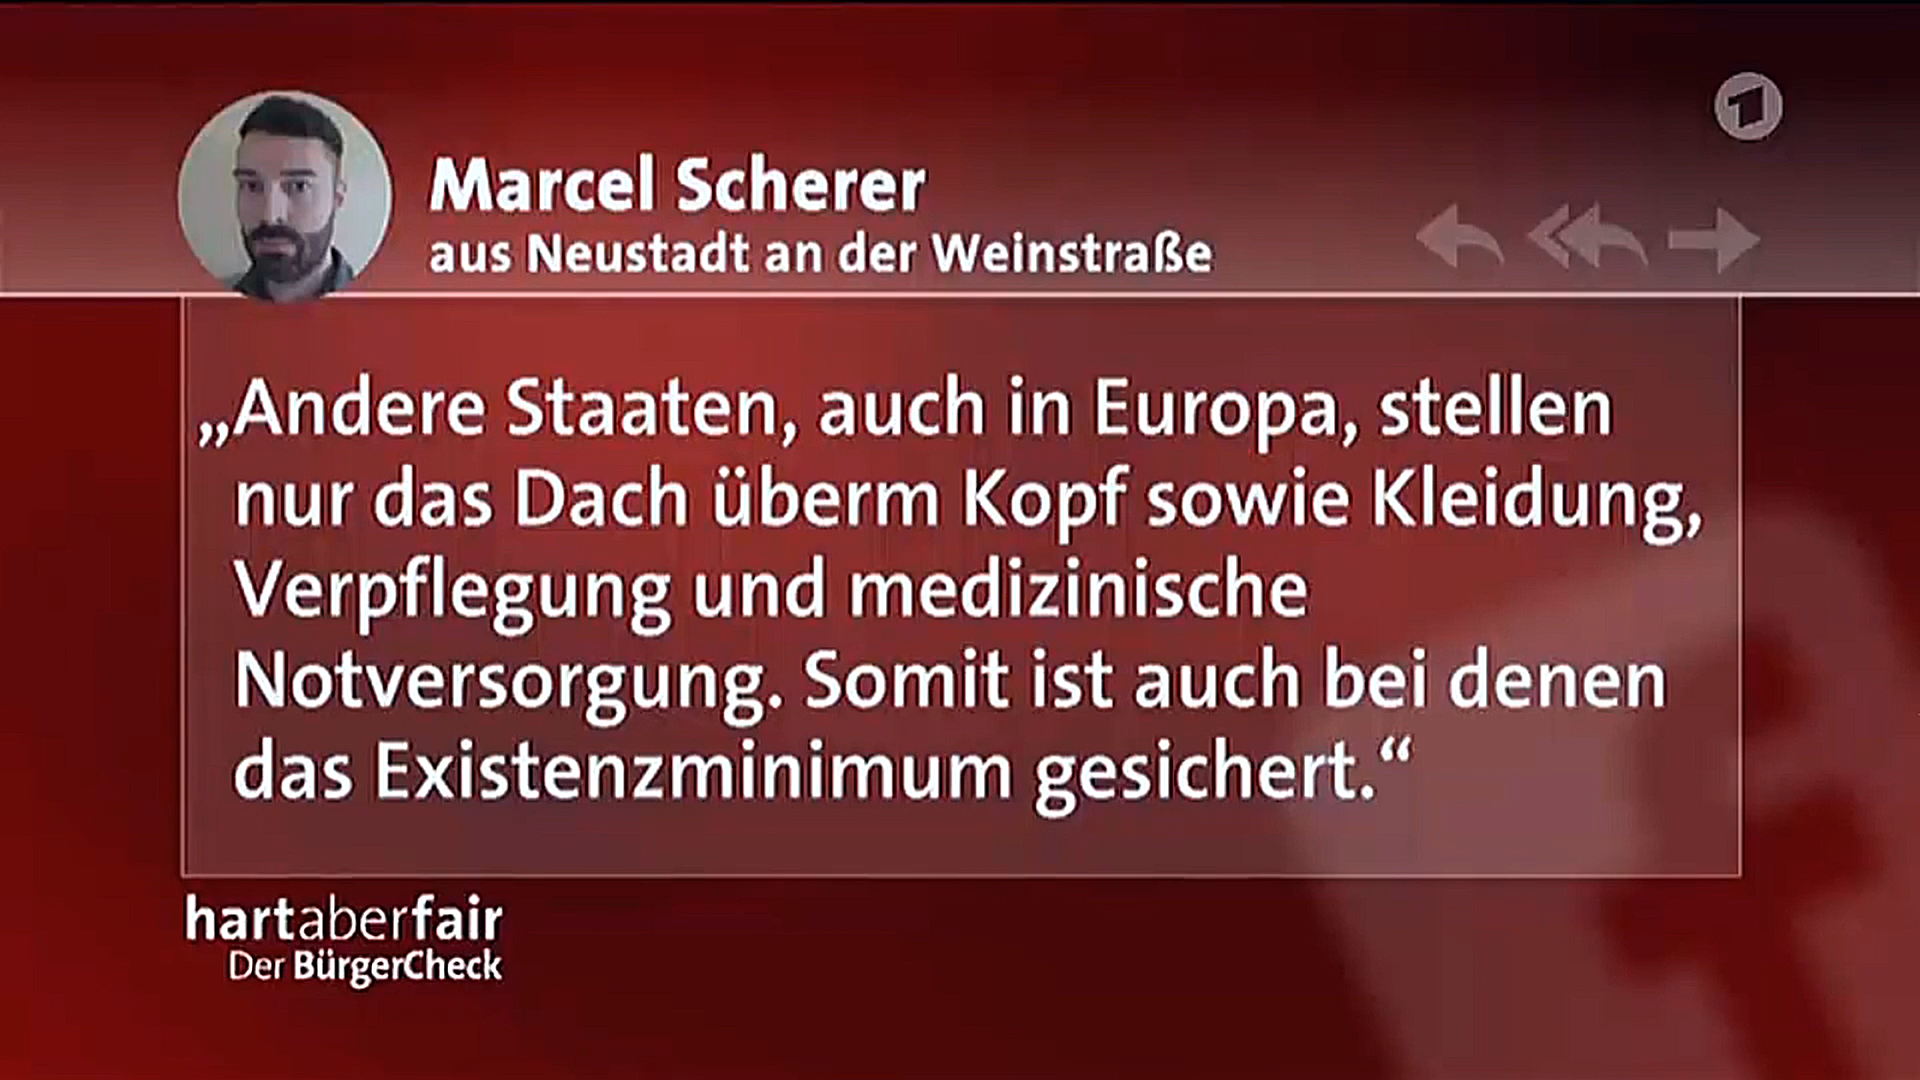 Marcel Scherer
aus Neustadt an der Weinstraße
„Andere Staaten, auch in Europa, stellen
nur das Dach überm Kopf sowie Kleidung,
Verpflegung und medizinische
Notversorgung. Somit ist auch bei denen
das Existenzminimum gesichert.“
hartaberfair
Der BürgerCheck